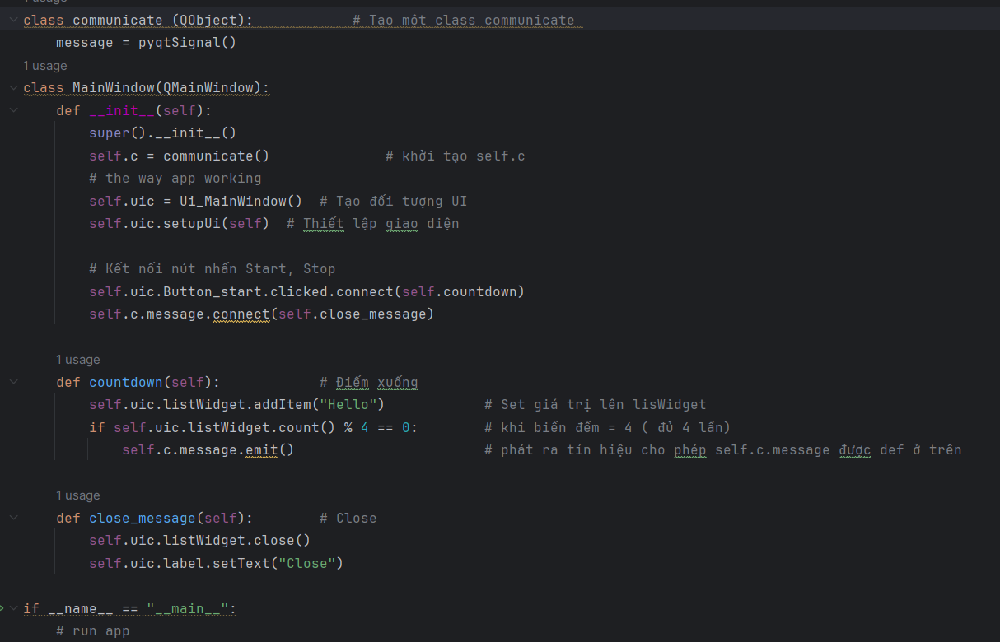 1 usage
class communicate (QObject):            # Tạo một class communicate
    message = pyqtSignal()
1 usage
class MainWindow(QMainWindow):
    def __init__(self):
        super().__init__()
        self.c = communicate()              # khởi tạo self.c
        # the way app working
        self.uic = Ui_MainWindow()  # Tạo đối tượng UI
        self.uic.setupUi(self)  # Thiết lập giao diện
        # Kết nối nút nhấn Start, Stop
        self.uic.Button_start.clicked.connect(self.countdown)
        self.c.message.connect(self.close_message)
    1 usage
    def countdown(self):            # Điếm xuống
        self.uic.listWidget.addItem("Hello")            # Set giá trị lên lisWidget
        if self.uic.listWidget.count() % 4 == 0:        # khi biến đếm = 4 ( đủ 4 lần)
            self.c.message.emit()                       # phát ra tín hiệu cho phép self.c.message được def ở trên
    1 usage
    def close_message(self):        # Close
        self.uic.listWidget.close()
        self.uic.label.setText("Close")
if __name__ == "__main__":
    # run app